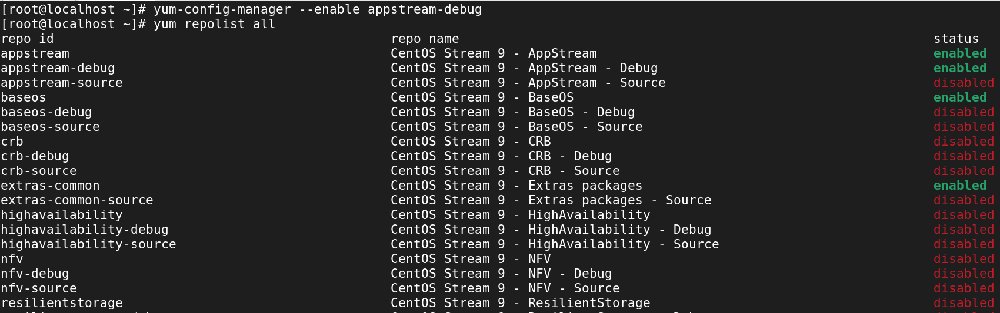 [root@localhost ~]# yum-config-manager --enable appstream-debug
[root@localhost ~]# yum repolist all
repo id repo name status
appstream CentOS Stream 9 - AppStream enabled
appstream-debug CentOS Stream 9 - AppStream - Debug enabled
appstream-source CentOS Stream 9 - AppStream - Source disabled
baseos CentOS Stream 9 - BaseOS enabled
baseos-debug CentOS Stream 9 - BaseOS - Debug disabled
baseos-source CentOS Stream 9 - BaseOS - Source disabled
crb CentOS Stream 9 - CRB disabled
crb-debug CentOS Stream 9 - CRB - Debug disabled
crb-source CentOS Stream 9 - CRB - Source disabled
extras-common CentOS Stream 9 - Extras packages enabled
extras-common-source CentOS Stream 9 - Extras packages - Source disabled
highavailability CentOS Stream 9 - HighAvailability disabled
highavailability-debug CentOS Stream 9 - HighAvailability - Debug disabled
highavailability-source CentOS Stream 9 - HighAvailability - Source disabled
nfv CentOS Stream 9 - NFV disabled
nfv-debug CentOS Stream 9 - NFV - Debug disabled
nfv-source CentOS Stream 9 - NFV - Source disabled
resilientstorage CentOS Stream 9 - ResilientStorage disabled